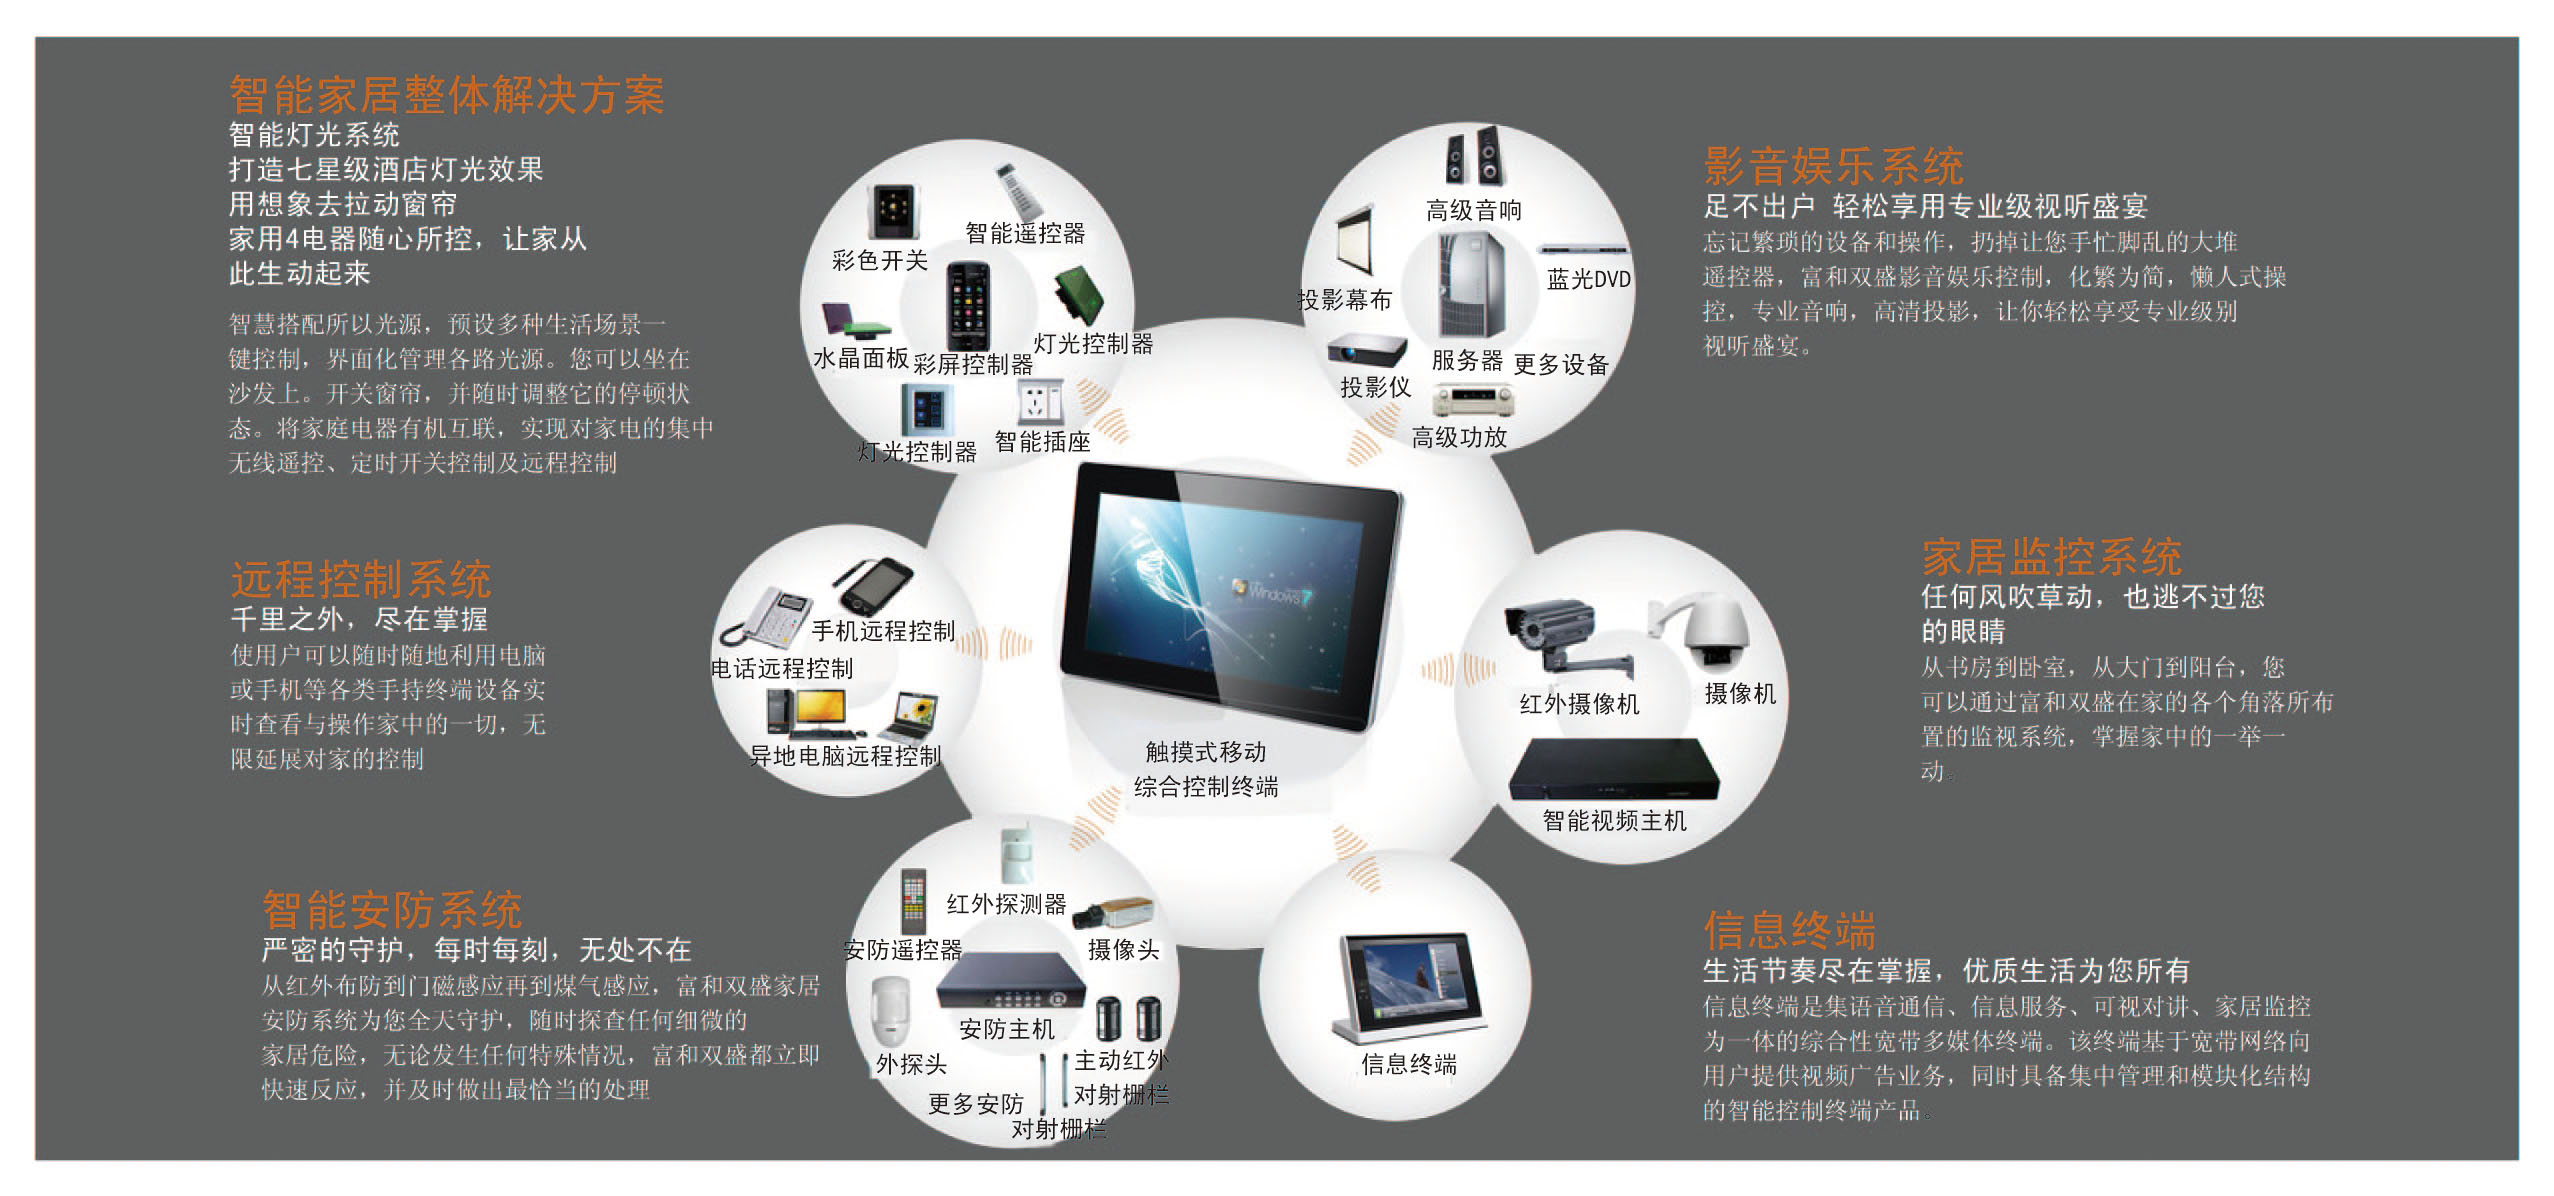 智能家居整体解决方案
智能灯光系统
打造七星级酒店灯光效果
用想象去拉动窗帘
家用4电器随心所控，让家从
此生动起来
智慧搭配所以光源，预设多种生活场景一
键控制，界面化管理各路光源。您可以坐在
沙发上。开关窗帘，并随时调整它的停顿状
态。将家庭电器有机互联，实现对家电的集中
无线遥控、定时开关控制及远程控制
远程控制系统
千里之外，尽在掌握
使用户可以随时随地利用电脑
或手机等各类手持终端设备实
时查看与操作家中的一切，无
限延展对家的控制
智能安防系统
严密的守护，每时每刻，无处不在
从红外布防到门磁感应再到煤气感应，富和双盛家居
安防系统为您全天守护，随时探查任何细微的
家居危险，无论发生任何特殊情况，富和双盛都立即
快速反应，并及时做出最恰当的处理
智能遥控器
彩色开关
灯光控制器
水晶面板
彩屏控制器
智能插座
灯光控制器
高级音响
蓝光DVD
投影幕布
服务器
更多设备
投影仪
高级功放
手机远程控制
电话远程控制
异地电脑远程控制
Windows 7
触摸式移动
综合控制终端
红外摄像机
摄像机
智能视频主机
红外探测器
安防遥控器
摄像头
安防主机
外探头
主动红外
对射栅栏
更多安防
对射栅栏
信息终端
影音娱乐系统
足不出户 轻松享用专业级视听盛宴
忘记繁琐的设备和操作，扔掉让您手忙脚乱的大堆
遥控器，富和双盛影音娱乐控制，化繁为简，懒人式操
控，专业音响，高清投影，让你轻松享受专业级别
视听盛宴。
家居监控系统
任何风吹草动，也逃不过您
的眼睛
从书房到卧室，从大门到阳台，您
可以通过富和双盛在家的各个角落所布
置的监视系统，掌握家中的一举一
动。
信息终端
生活节奏尽在掌握，优质生活为您所有
信息终端是集语音通信、信息服务、可视对讲、家居监控
为一体的综合性宽带多媒体终端。该终端基于宽带网络向
用户提供视频广告业务，同时具备集中管理和模块化结构
的智能控制终端产品。